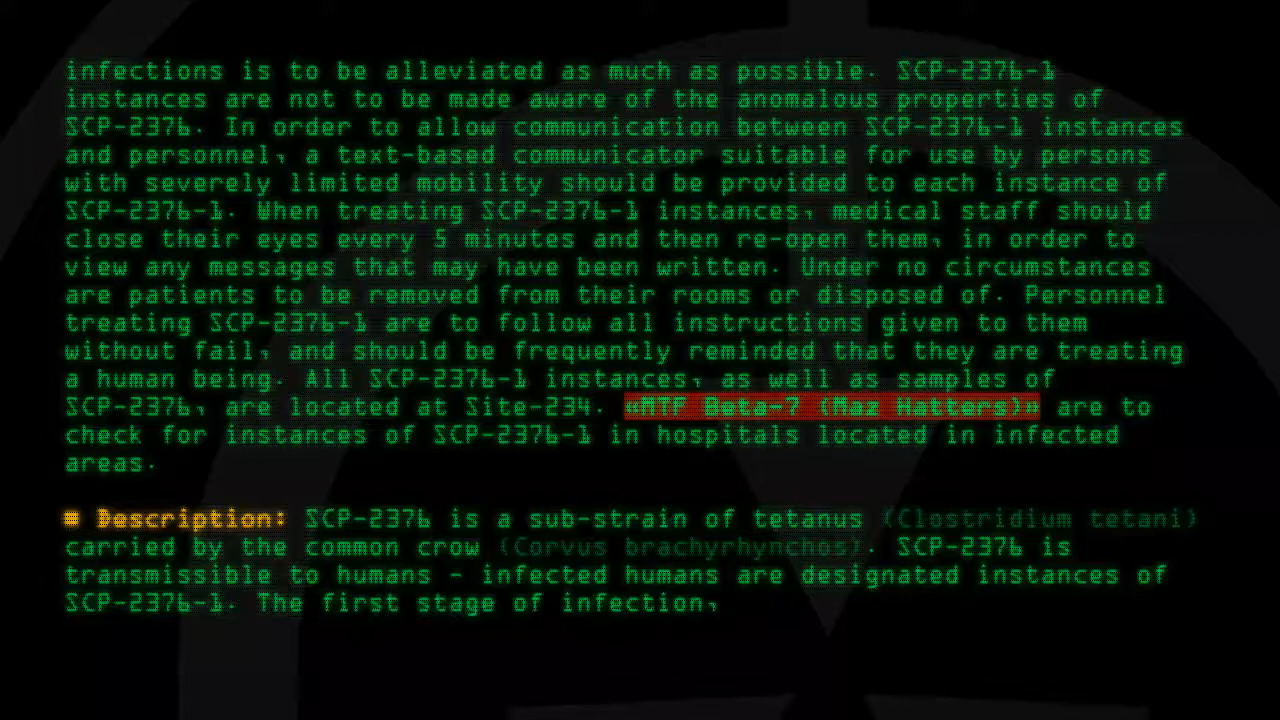 infections is to be alleviated as much as possible. SCP-2376-1
instances are not to be made aware of the anomalous properties of
SCP-2376. In order to allow communication between SCP-2376-1 instances
and personnel, a text-based communicator suitable for use by persons
with severely limited mobility should be provided to each instance of
SCP-2376-1. When treating SCP-2376-1 instances, medical staff should
close their eyes every 5 minutes and then re-open them, in order to
view any messages that may have been written. Under no circumstances
are patients to be removed from their rooms or disposed of. Personnel
treating SCP-2376-1 are to follow all instructions given to them
without fail, and should be frequently reminded that they are treating
a human being. All SCP-2376-1 instances, as well as samples of
SCP-2376, are located at Site-234. «MTF Beta-7 (Maz Hatters)» are to
check for instances of SCP-2376-1 in hospitals located in infected
areas.
■ Description: SCP-2376 is a sub-strain of tetanus (Clostridium tetani)
carried by the common crow (Corvus brachyrhynchos). SCP-2376 is
transmissible to humans - infected humans are designated instances of
SCP-2376-1. The first stage of infection,